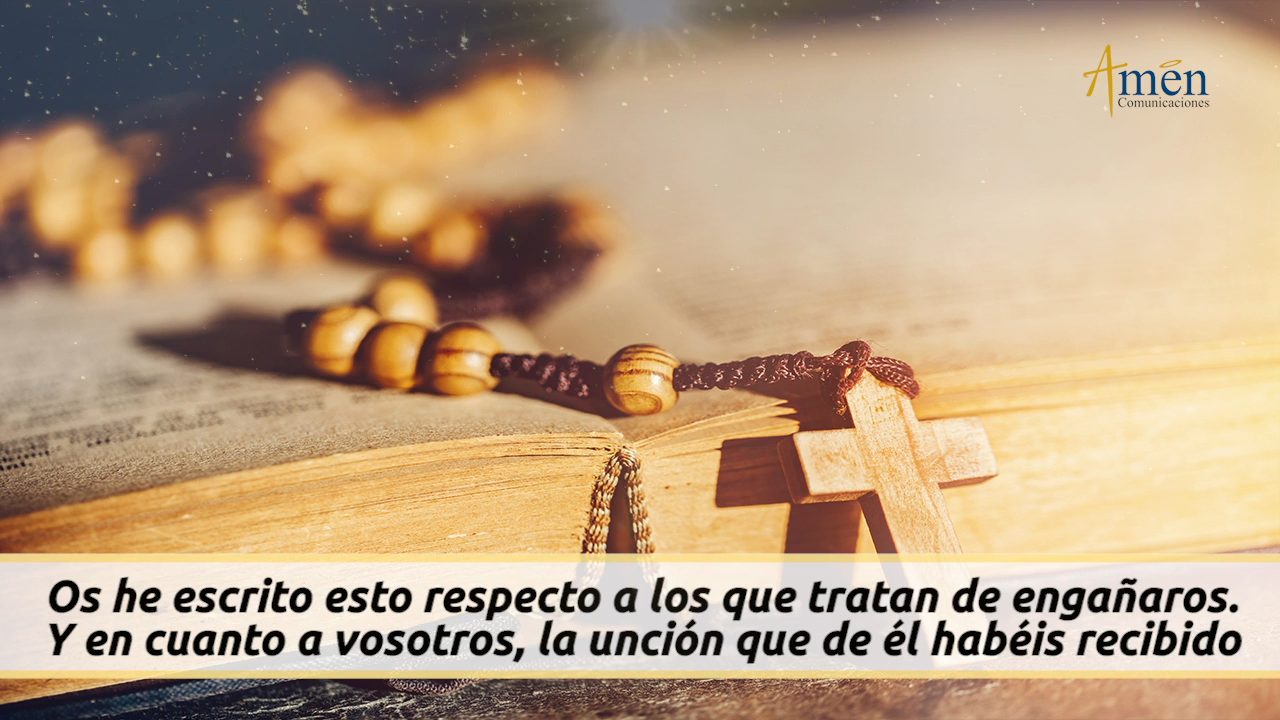 Amén
Comunicaciones
Os he escrito esto respecto a los que tratan de engañaros.
Y en cuanto a vosotros, la unción que de él habéis recibido